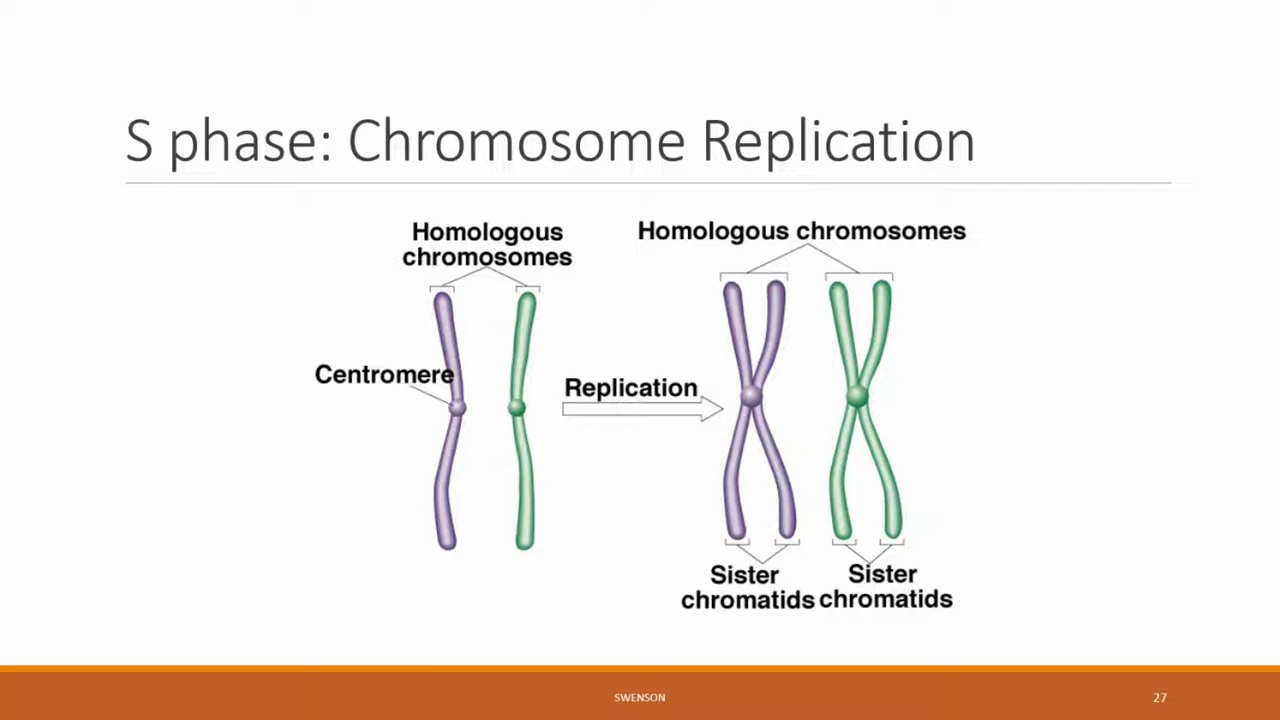 S phase: Chromosome Replication
Homologous
chromosomes
Homologous chromosomes
Centromere
Replication
Sister
chromatids
Sister
chromatids
SWENSON
27